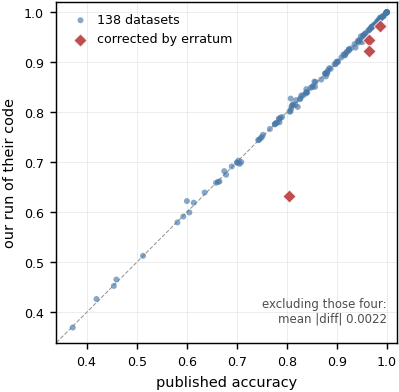 138 datasets
corrected by erratum
1.0
0.9
0.8
0.7
0.6
0.5
0.4
our run of their code
excluding those four:
mean |diff| 0.0022
0.4 0.5 0.6 0.7 0.8 0.9 1.0
published accuracy